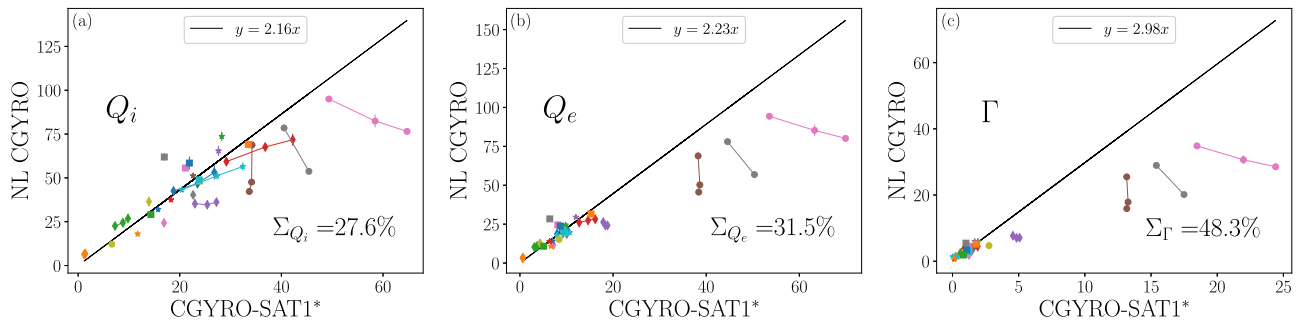 (a)
y = 2.16x
NL CGYRO
125
100
75
50
25
0
Q_i
Σ_{Q_i} =27.6%
0 20 40 60
CGYRO-SAT1*
(b)
y = 2.23x
NL CGYRO
150
125
100
75
50
25
0
Q_e
Σ_{Q_e} =31.5%
0 20 40 60
CGYRO-SAT1*
(c)
y = 2.98x
NL CGYRO
60
40
20
0
Γ
Σ_Γ =48.3%
0 5 10 15 20 25
CGYRO-SAT1*